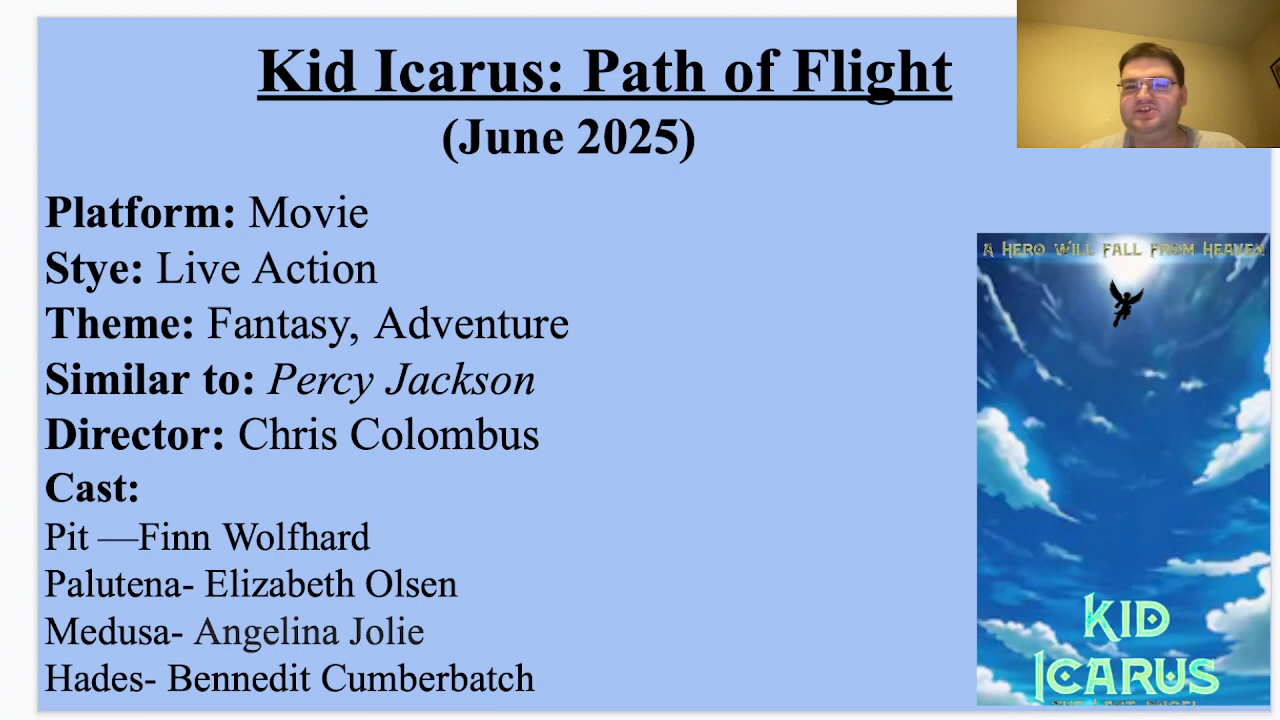 Kid Icarus: Path of Flight
(June 2025)
Platform: Movie
Stye: Live Action
Theme: Fantasy, Adventure
Similar to: Percy Jackson
Director: Chris Colombus
Cast:
Pit —Finn Wolfhard
Palutena- Elizabeth Olsen
Medusa- Angelina Jolie
Hades- Bennedit Cumberbatch
A HERO WILL FALL FROM HEAVEN
KID
ICARUS